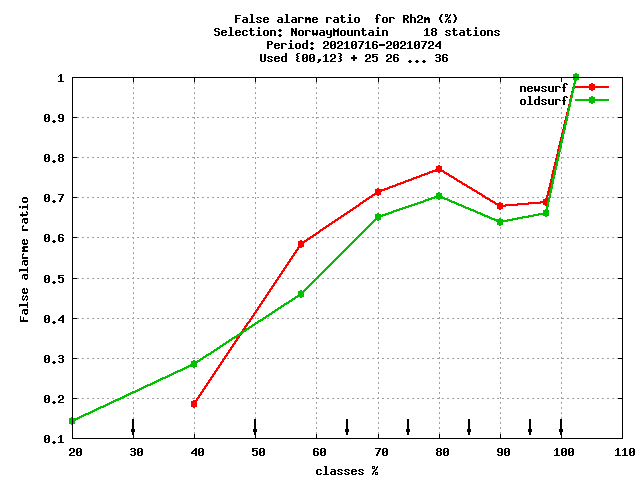 False alarme ratio  for Rh2m (%)
Selection: NorwayMountain     18 stations
Period: 20210716-20210724
Used {00,12} + 25 26 ... 36
newsurf
oldsurf
1
0.9
0.8
0.7
0.6
0.5
0.4
0.3
0.2
0.1
False alarme ratio
20 30 40 50 60 70 80 90 100 110
classes %